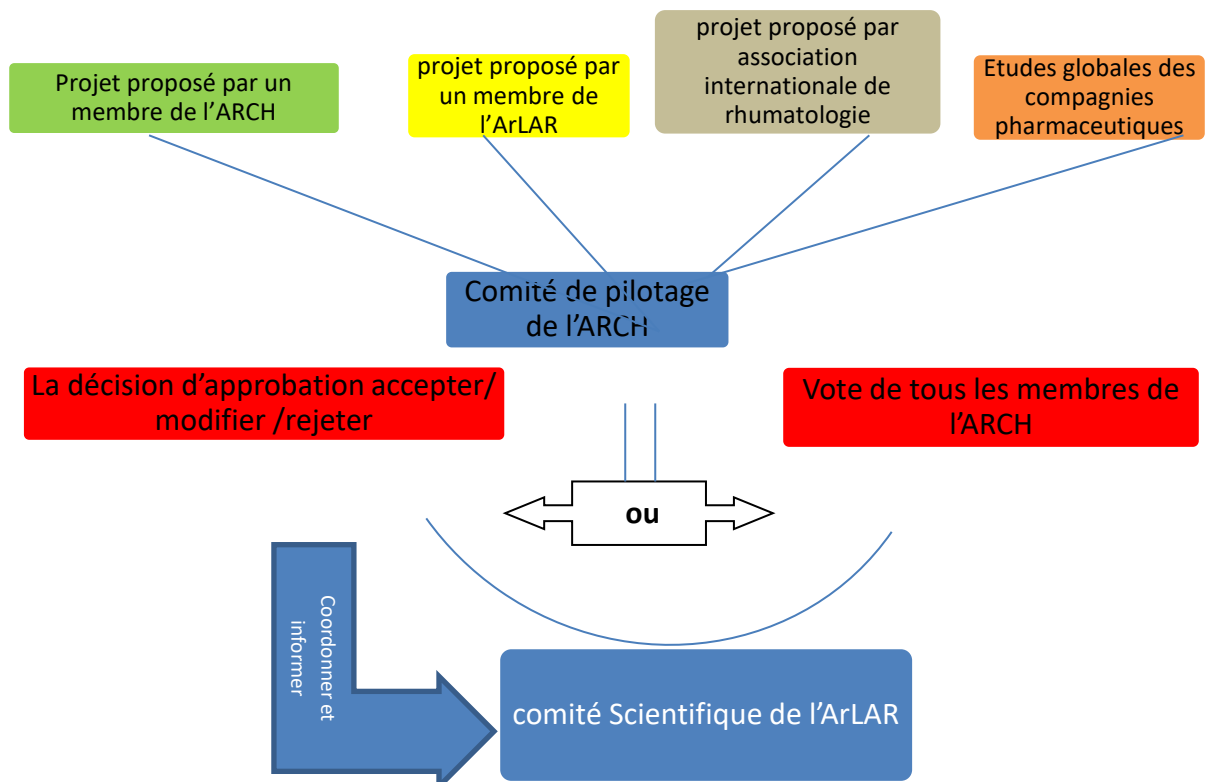 Projet proposé par un
membre de l'ARCH
projet proposé par
un membre de
l'ArLAR
projet proposé par
association
internationale de
rhumatologie
Etudes globales des
compagnies
pharmaceutiques
Comité de pilotage
de l'ARCH
La décision d'approbation accepter/
modifier /rejeter
Vote de tous les membres de
l'ARCH
ou
Coordonner et
informer
comité Scientifique de l'ArLAR